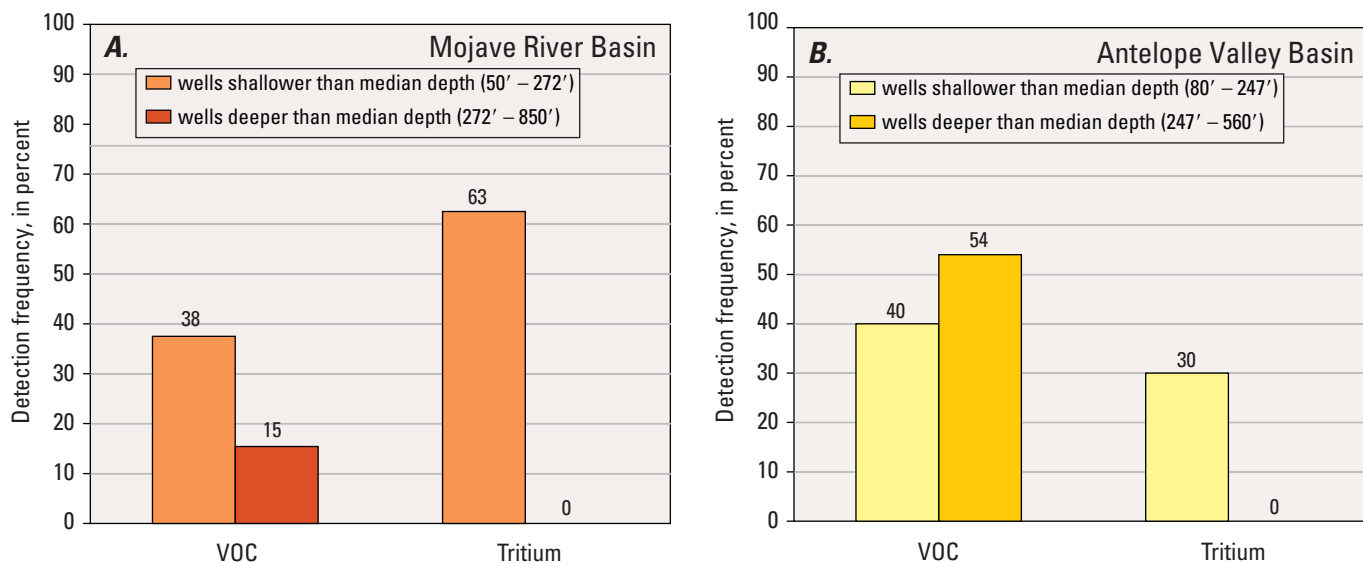 A.
Mojave River Basin
wells shallower than median depth (50′ – 272′)
wells deeper than median depth (272′ – 850′)
Detection frequency, in percent
100
90
80
70
60
50
40
30
20
10
0
38
15
63
0
VOC
Tritium
B.
Antelope Valley Basin
wells shallower than median depth (80′ – 247′)
wells deeper than median depth (247′ – 560′)
Detection frequency, in percent
100
90
80
70
60
50
40
30
20
10
0
40
54
30
0
VOC
Tritium